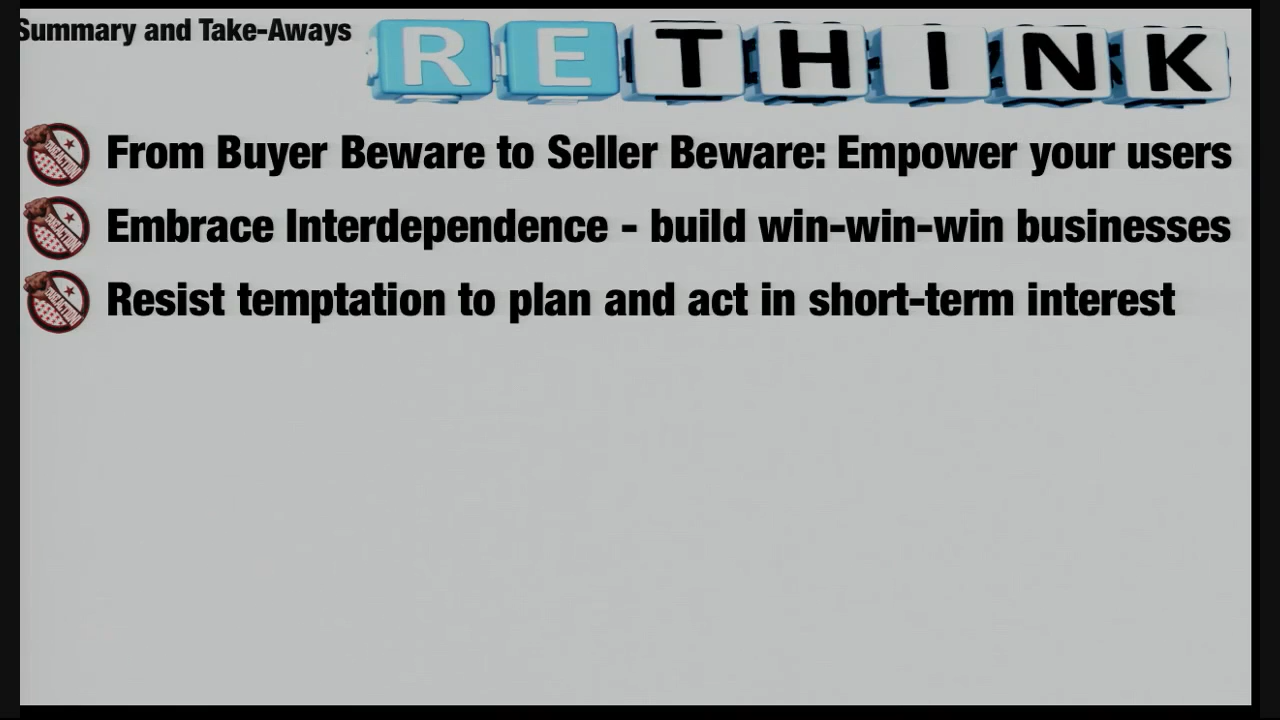 Summary and Take-Aways
RETHINK
From Buyer Beware to Seller Beware: Empower your users
Embrace Interdependence - build win-win-win businesses
Resist temptation to plan and act in short-term interest